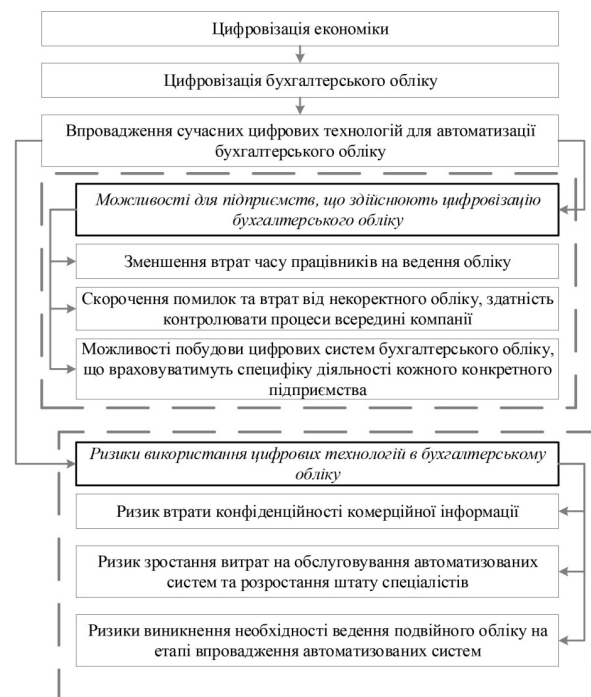 Цифровізація економіки
Цифровізація бухгалтерського обліку
Впровадження сучасних цифрових технологій для автоматизації
бухгалтерського обліку
Можливості для підприємств, що здійснюють цифровізацію
бухгалтерського обліку
Зменшення втрат часу працівників на ведення обліку
Скорочення помилок та втрат від некоректного обліку, здатність
контролювати процеси всередині компанії
Можливості побудови цифрових систем бухгалтерського обліку,
що враховуватимуть специфіку діяльності кожного конкретного
підприємства
Ризики використання цифрових технологій в бухгалтерському
обліку
Ризик втрати конфіденційності комерційної інформації
Ризик зростання витрат на обслуговування автоматизованих
систем та розростання штату спеціалістів
Ризики виникнення необхідності ведення подвійного обліку на
етапі впровадження автоматизованих систем